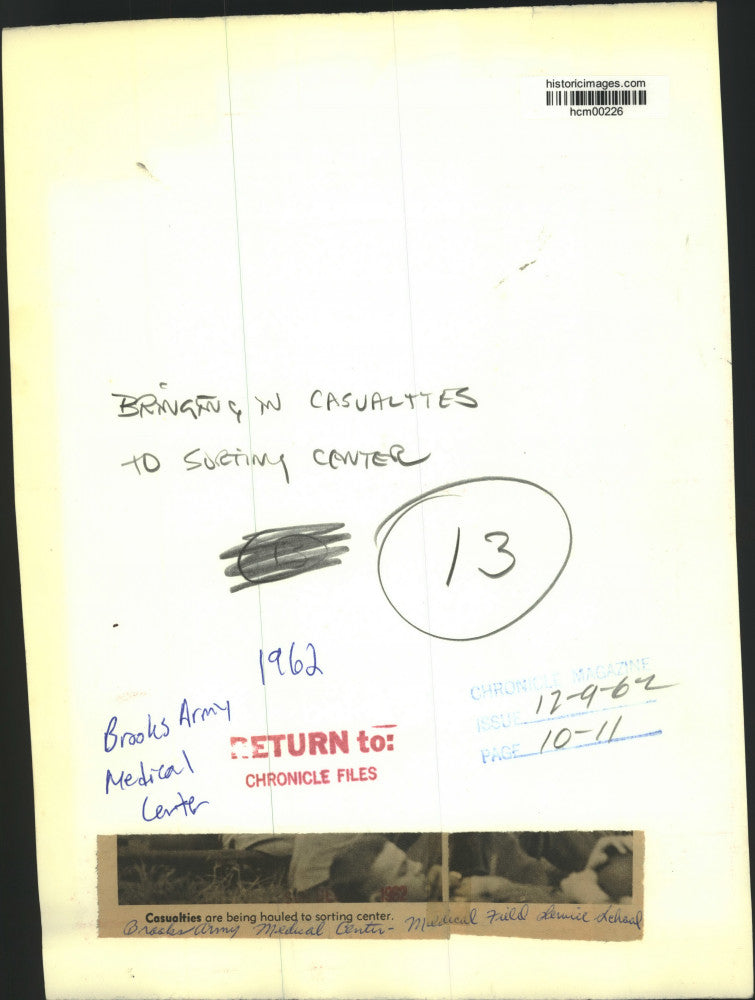 historicimages.com
hcm00226
BRINGING IN CASUALTIES
TO SORTING CENTER
13
13
1962
CHRONICLE MAGAZINE
ISSUE 12-9-62
PAGE 10-11
Brooks Army
Medical
Center
RETURN to:
CHRONICLE FILES
1962
Casualties are being hauled to sorting center.
Brooks Army Medical Center - Medical Field Service School